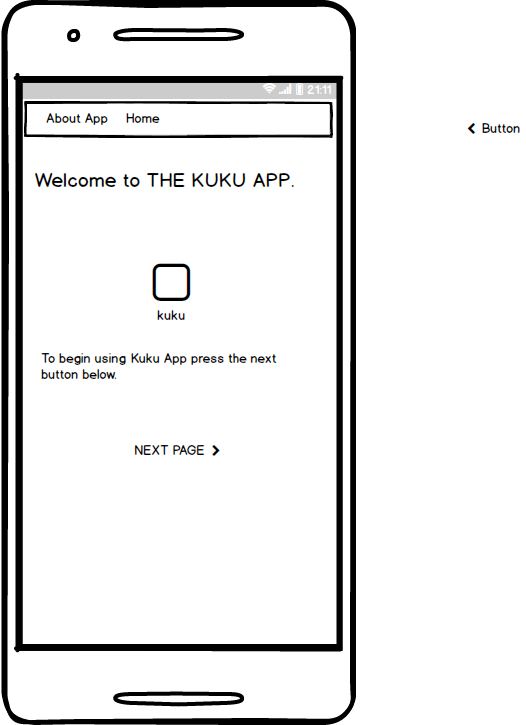 21:11
About App Home
Button
Welcome to THE KUKU APP.
kuku
To begin using Kuku App press the next
button below.
NEXT PAGE